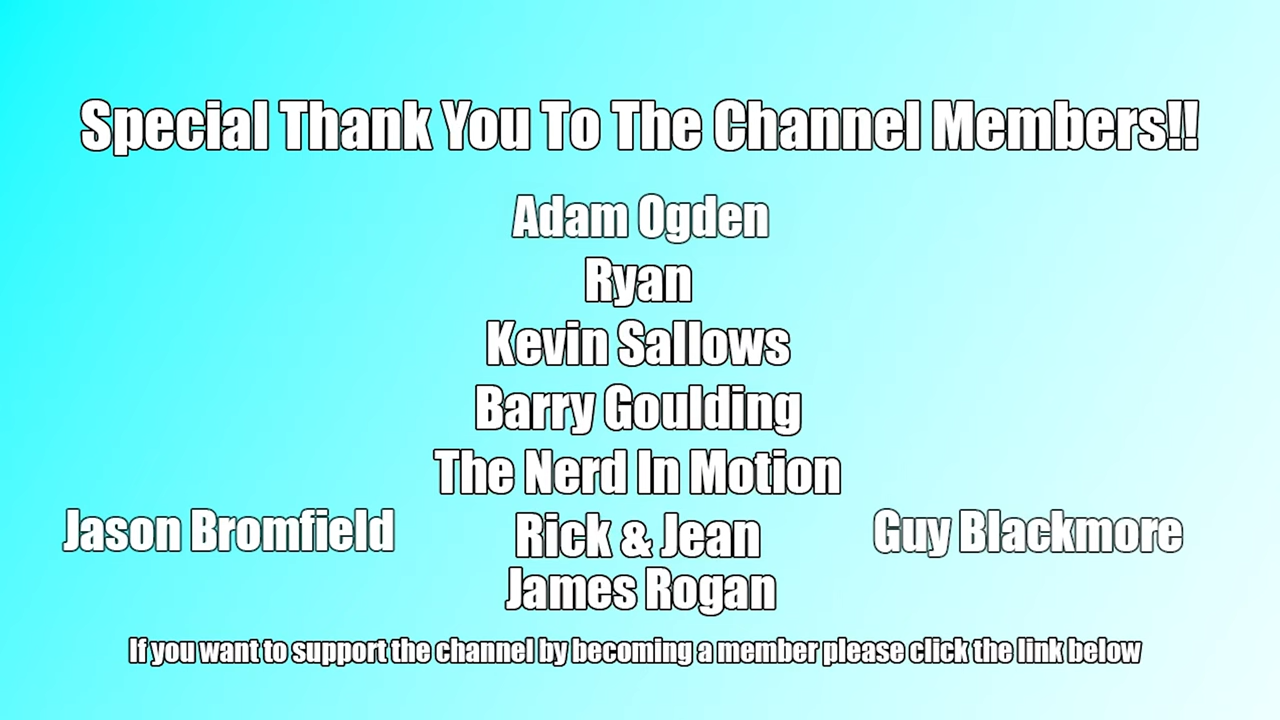 Special Thank You To The Channel Members!!
Adam Ogden
Ryan
Kevin Sallows
Barry Goulding
The Nerd In Motion
Jason Bromfield
Rick & Jean
Guy Blackmore
James Rogan
If you want to support the channel by becoming a member please click the link below